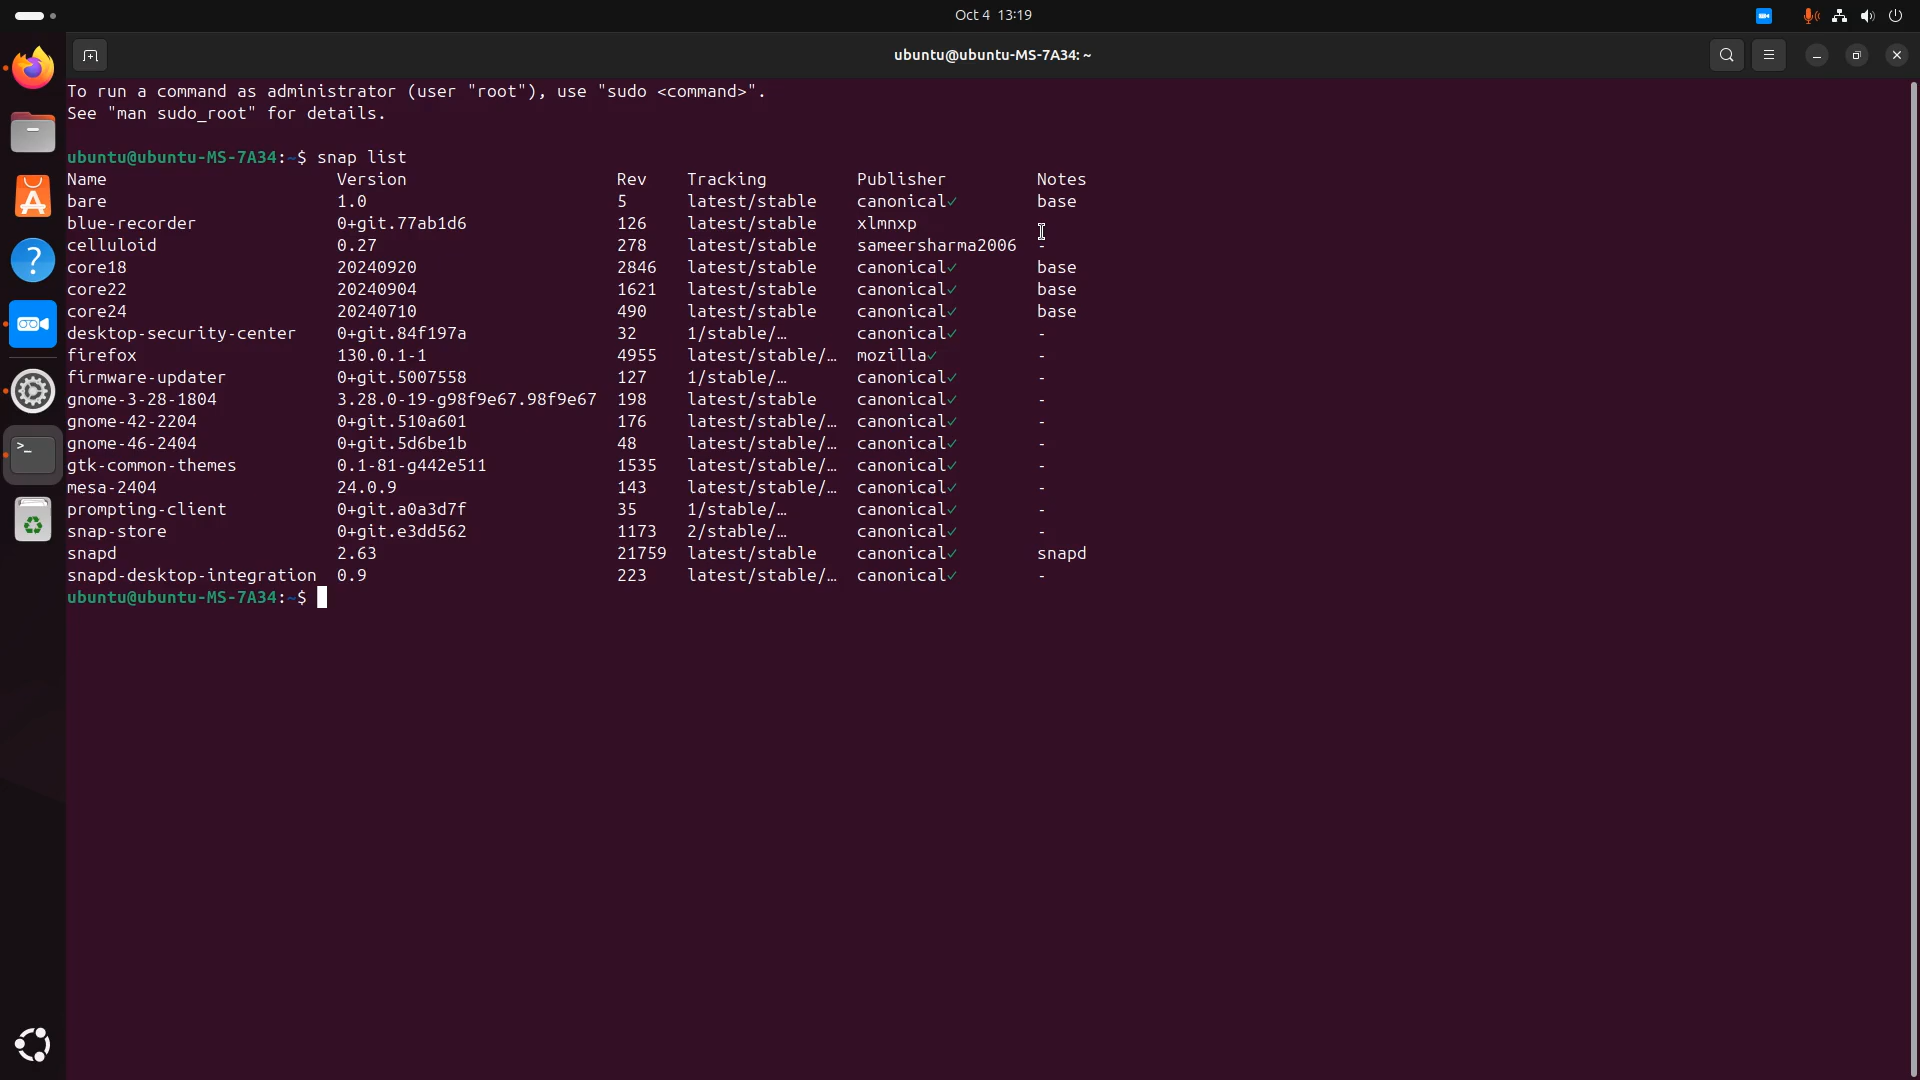 Oct 4 13:19
ubuntu@ubuntu-MS-7A34: ~
To run a command as administrator (user "root"), use "sudo <command>".
See "man sudo_root" for details.
ubuntu@ubuntu-MS-7A34:~$ snap list
Name Version Rev Tracking Publisher Notes
bare 1.0 5 latest/stable canonical✓ base
blue-recorder 0+git.77ab1d6 126 latest/stable xlmnxp
celluloid 0.27 278 latest/stable sameersharma2006 -
core18 20240920 2846 latest/stable canonical✓ base
core22 20240904 1621 latest/stable canonical✓ base
core24 20240710 490 latest/stable canonical✓ base
desktop-security-center 0+git.84f197a 32 1/stable/… canonical✓ -
firefox 130.0.1-1 4955 latest/stable/… mozilla✓ -
firmware-updater 0+git.5007558 127 1/stable/… canonical✓ -
gnome-3-28-1804 3.28.0-19-g98f9e67.98f9e67 198 latest/stable canonical✓ -
gnome-42-2204 0+git.510a601 176 latest/stable/… canonical✓ -
gnome-46-2404 0+git.5d6be1b 48 latest/stable/… canonical✓ -
gtk-common-themes 0.1-81-g442e511 1535 latest/stable/… canonical✓ -
mesa-2404 24.0.9 143 latest/stable/… canonical✓ -
prompting-client 0+git.a0a3d7f 35 1/stable/… canonical✓ -
snap-store 0+git.e3dd562 1173 2/stable/… canonical✓ -
snapd 2.63 21759 latest/stable canonical✓ snapd
snapd-desktop-integration 0.9 223 latest/stable/… canonical✓ -
ubuntu@ubuntu-MS-7A34:~$